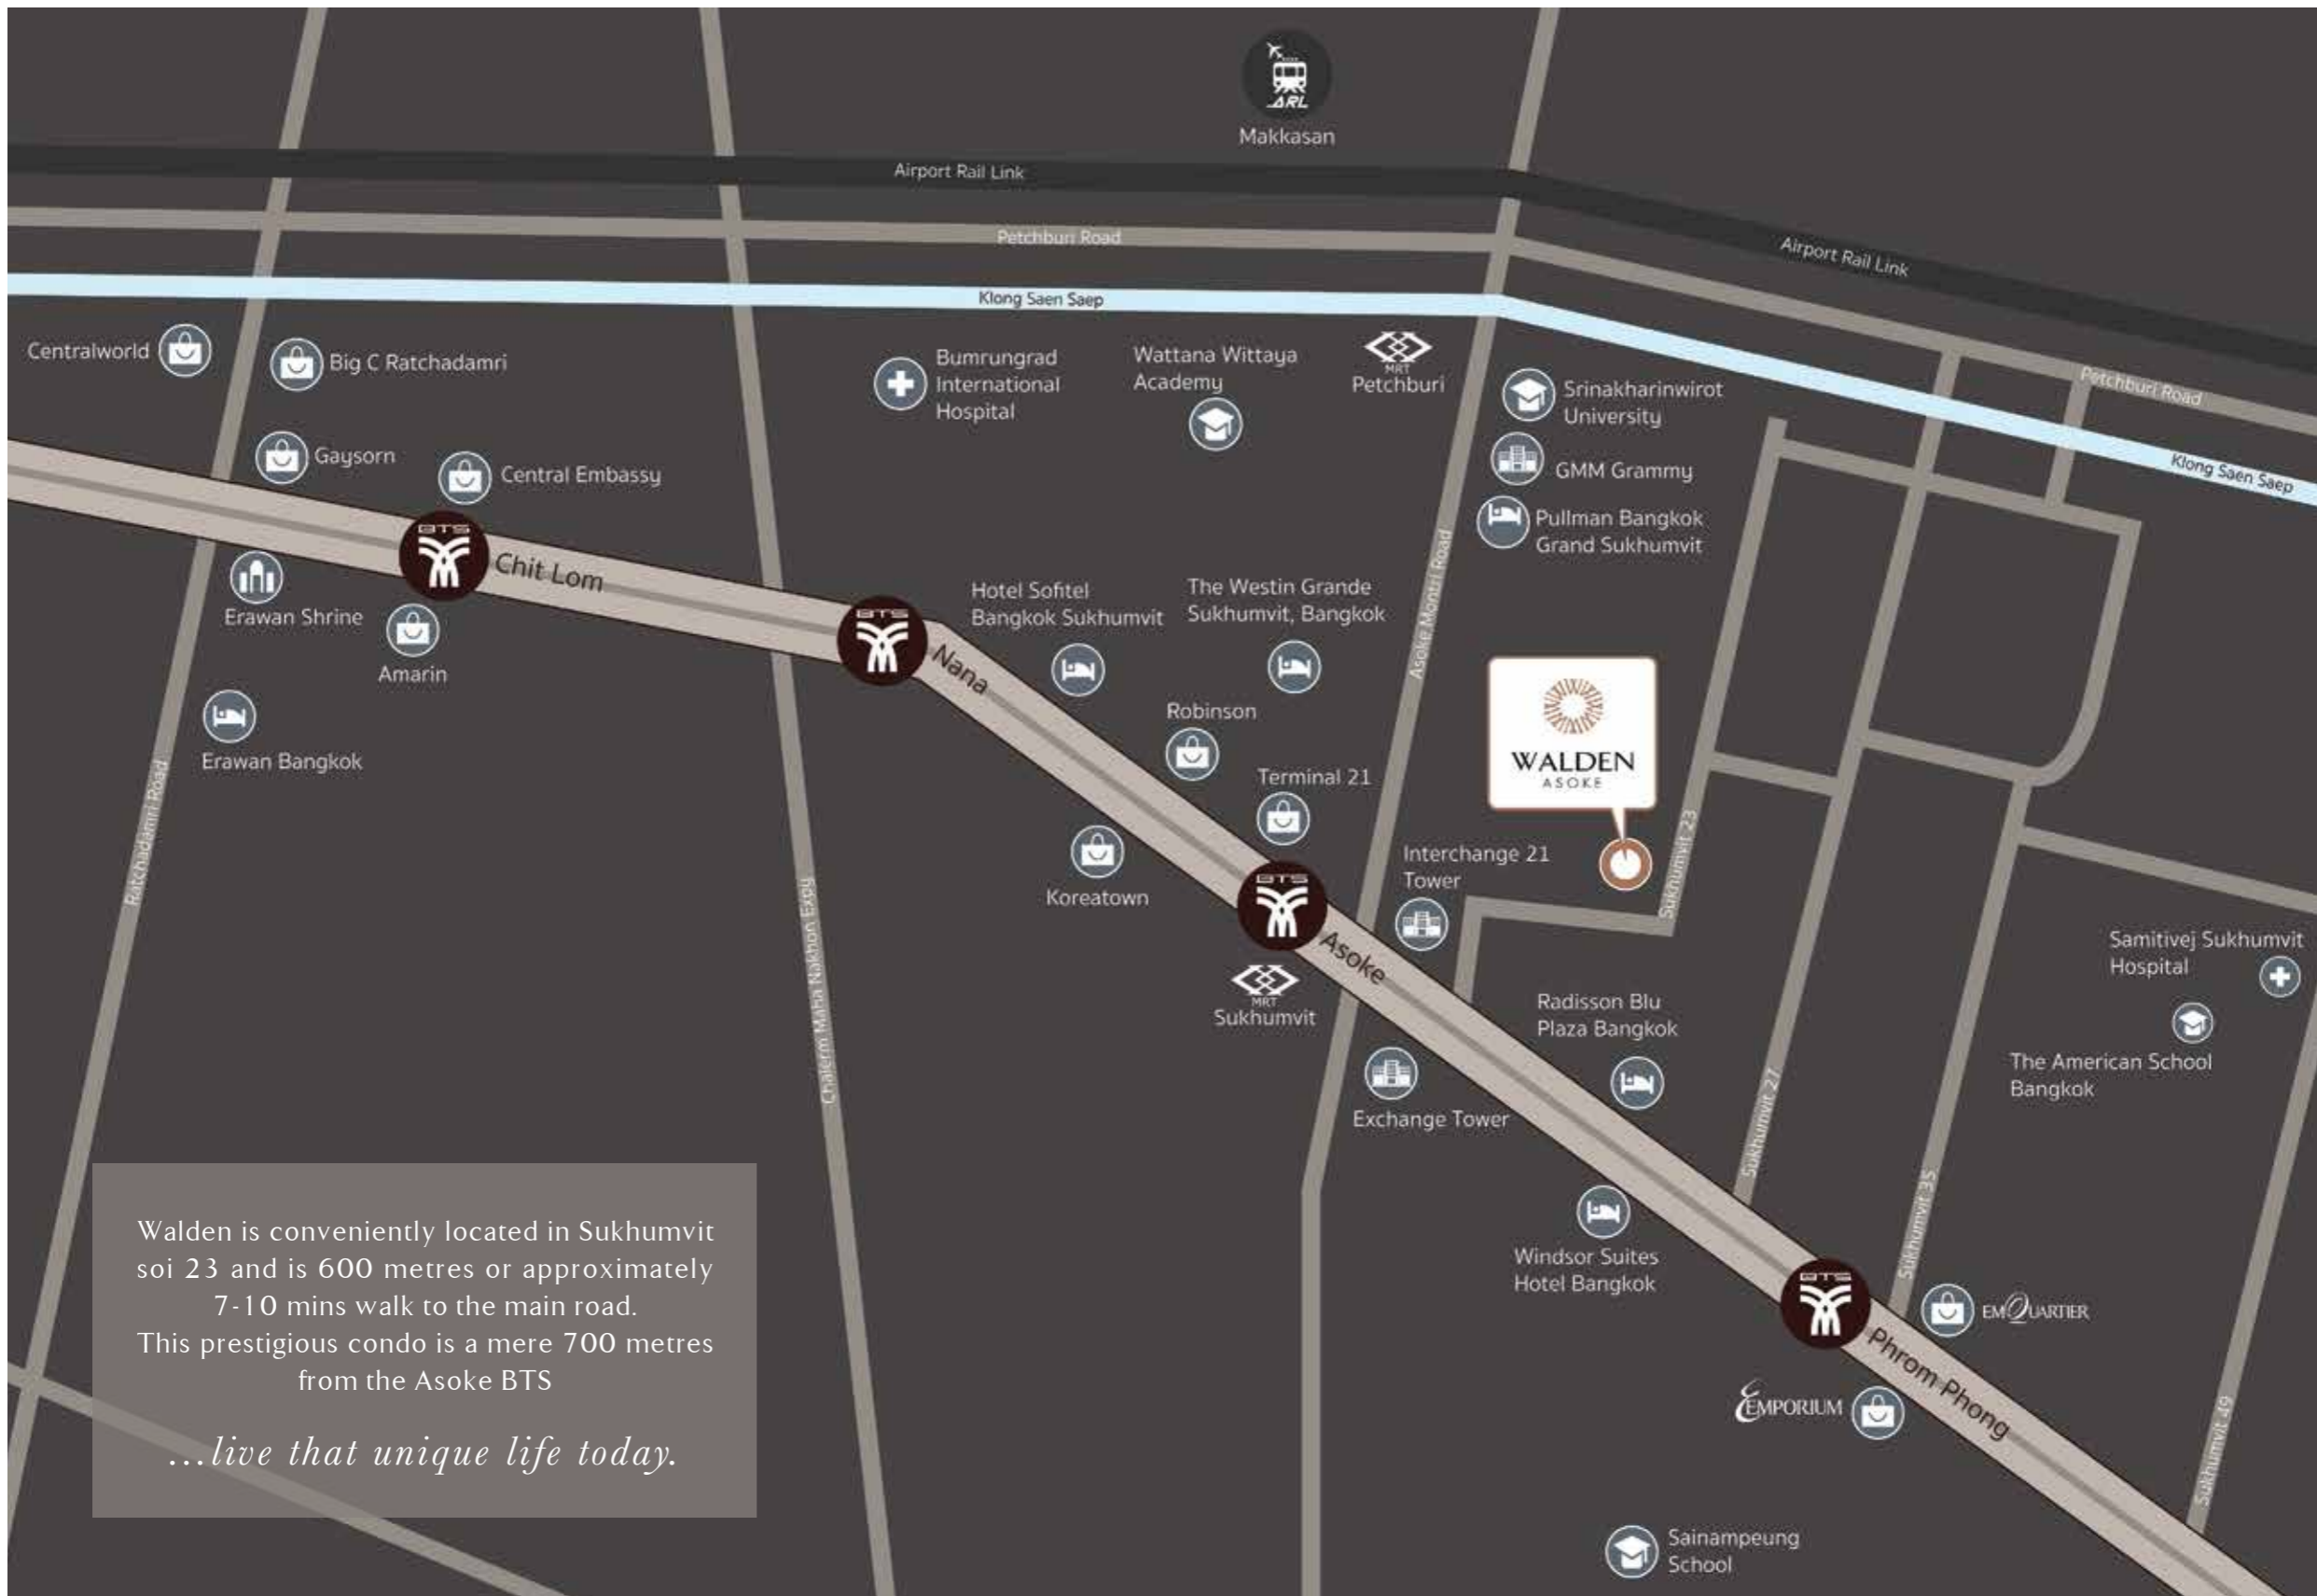 ARL
Makkasan
Airport Rail Link
Airport Rail Link
Petchburi Road
Petchburi Road
Klong Saen Saep
Klong Saen Saep
Centralworld
Big C Ratchadamri
Bumrungrad
International
Hospital
Wattana Wittaya
Academy
MRT
Petchburi
Srinakharinwirot
University
GMM Grammy
Pullman Bangkok
Grand Sukhumvit
Gaysorn
Central Embassy
BTS
Chit Lom
Erawan Shrine
Amarin
Erawan Bangkok
Ratchadamri Road
BTS
Nana
Hotel Sofitel
Bangkok Sukhumvit
The Westin Grande
Sukhumvit, Bangkok
Asoke Montri Road
Robinson
Terminal 21
Koreatown
WALDEN
ASOKE
Interchange 21
Tower
Sukhumvit 23
Chalerm Maha Nakhon Expy
BTS
Asoke
MRT
Sukhumvit
Exchange Tower
Radisson Blu
Plaza Bangkok
Sukhumvit 27
Samitivej Sukhumvit
Hospital
The American School
Bangkok
Sukhumvit 35
Windsor Suites
Hotel Bangkok
BTS
Phrom Phong
EMQUARTIER
EMPORIUM
Sukhumvit 49
Sainampeung
School
Walden is conveniently located in Sukhumvit
soi 23 and is 600 metres or approximately
7-10 mins walk to the main road.
This prestigious condo is a mere 700 metres
from the Asoke BTS
...live that unique life today.